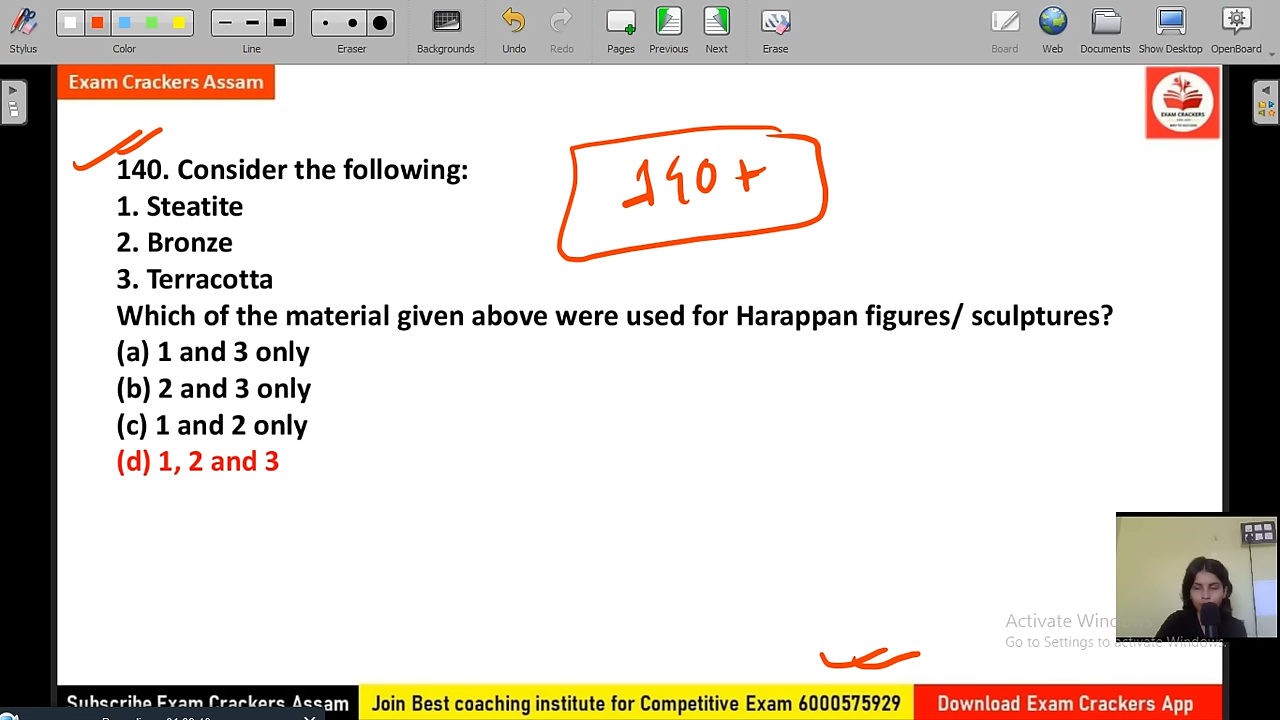 Stylus
Color
Line
Eraser
Backgrounds
Undo
Redo
Pages
Previous
Next
Erase
Board
Web
Documents
Show Desktop
OpenBoard
Exam Crackers Assam
EXAM CRACKERS
140+
140. Consider the following:
1. Steatite
2. Bronze
3. Terracotta
Which of the material given above were used for Harappan figures/ sculptures?
(a) 1 and 3 only
(b) 2 and 3 only
(c) 1 and 2 only
(d) 1, 2 and 3
Activate Wind
Go to Settings to activate Windows.
Subscribe Exam Crackers Assam
Join Best coaching institute for Competitive Exam 6000575929
Download Exam Crackers App